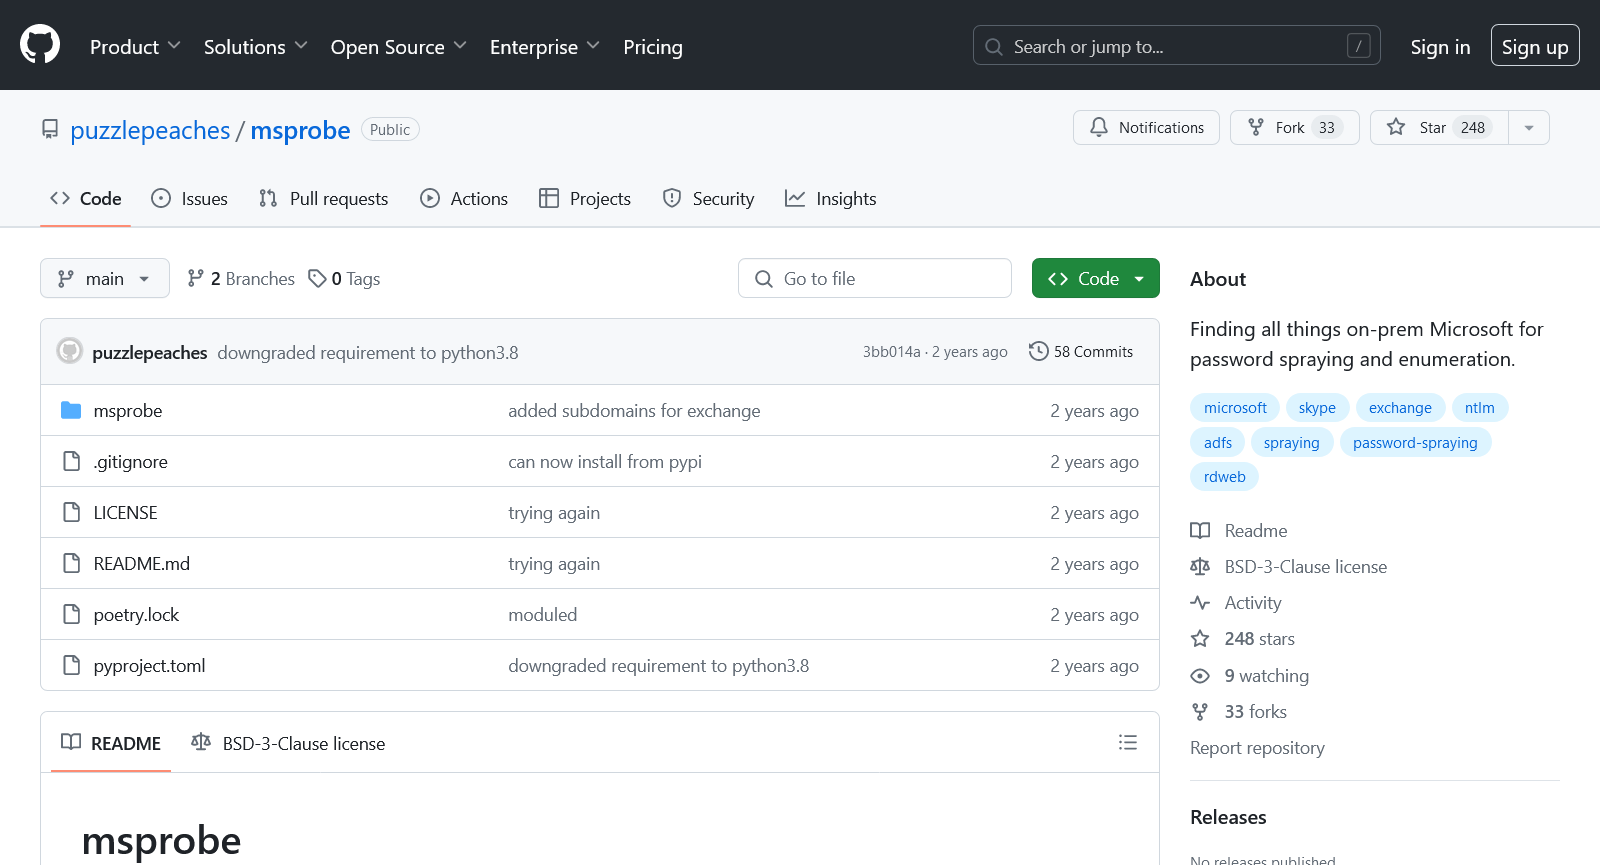 Product Solutions Open Source Enterprise Pricing Search or jump to... / Sign in Sign up
puzzlepeaches / msprobe Public Notifications Fork 33 Star 248
Code Issues Pull requests Actions Projects Security Insights
main 2 Branches 0 Tags Go to file Code
puzzlepeaches downgraded requirement to python3.8 3bb014a · 2 years ago 58 Commits
msprobe added subdomains for exchange 2 years ago
.gitignore can now install from pypi 2 years ago
LICENSE trying again 2 years ago
README.md trying again 2 years ago
poetry.lock moduled 2 years ago
pyproject.toml downgraded requirement to python3.8 2 years ago
README BSD-3-Clause license
msprobe
About
Finding all things on-prem Microsoft for
password spraying and enumeration.
microsoft skype exchange ntlm
adfs spraying password-spraying
rdweb
Readme
BSD-3-Clause license
Activity
248 stars
9 watching
33 forks
Report repository
Releases
No releases published